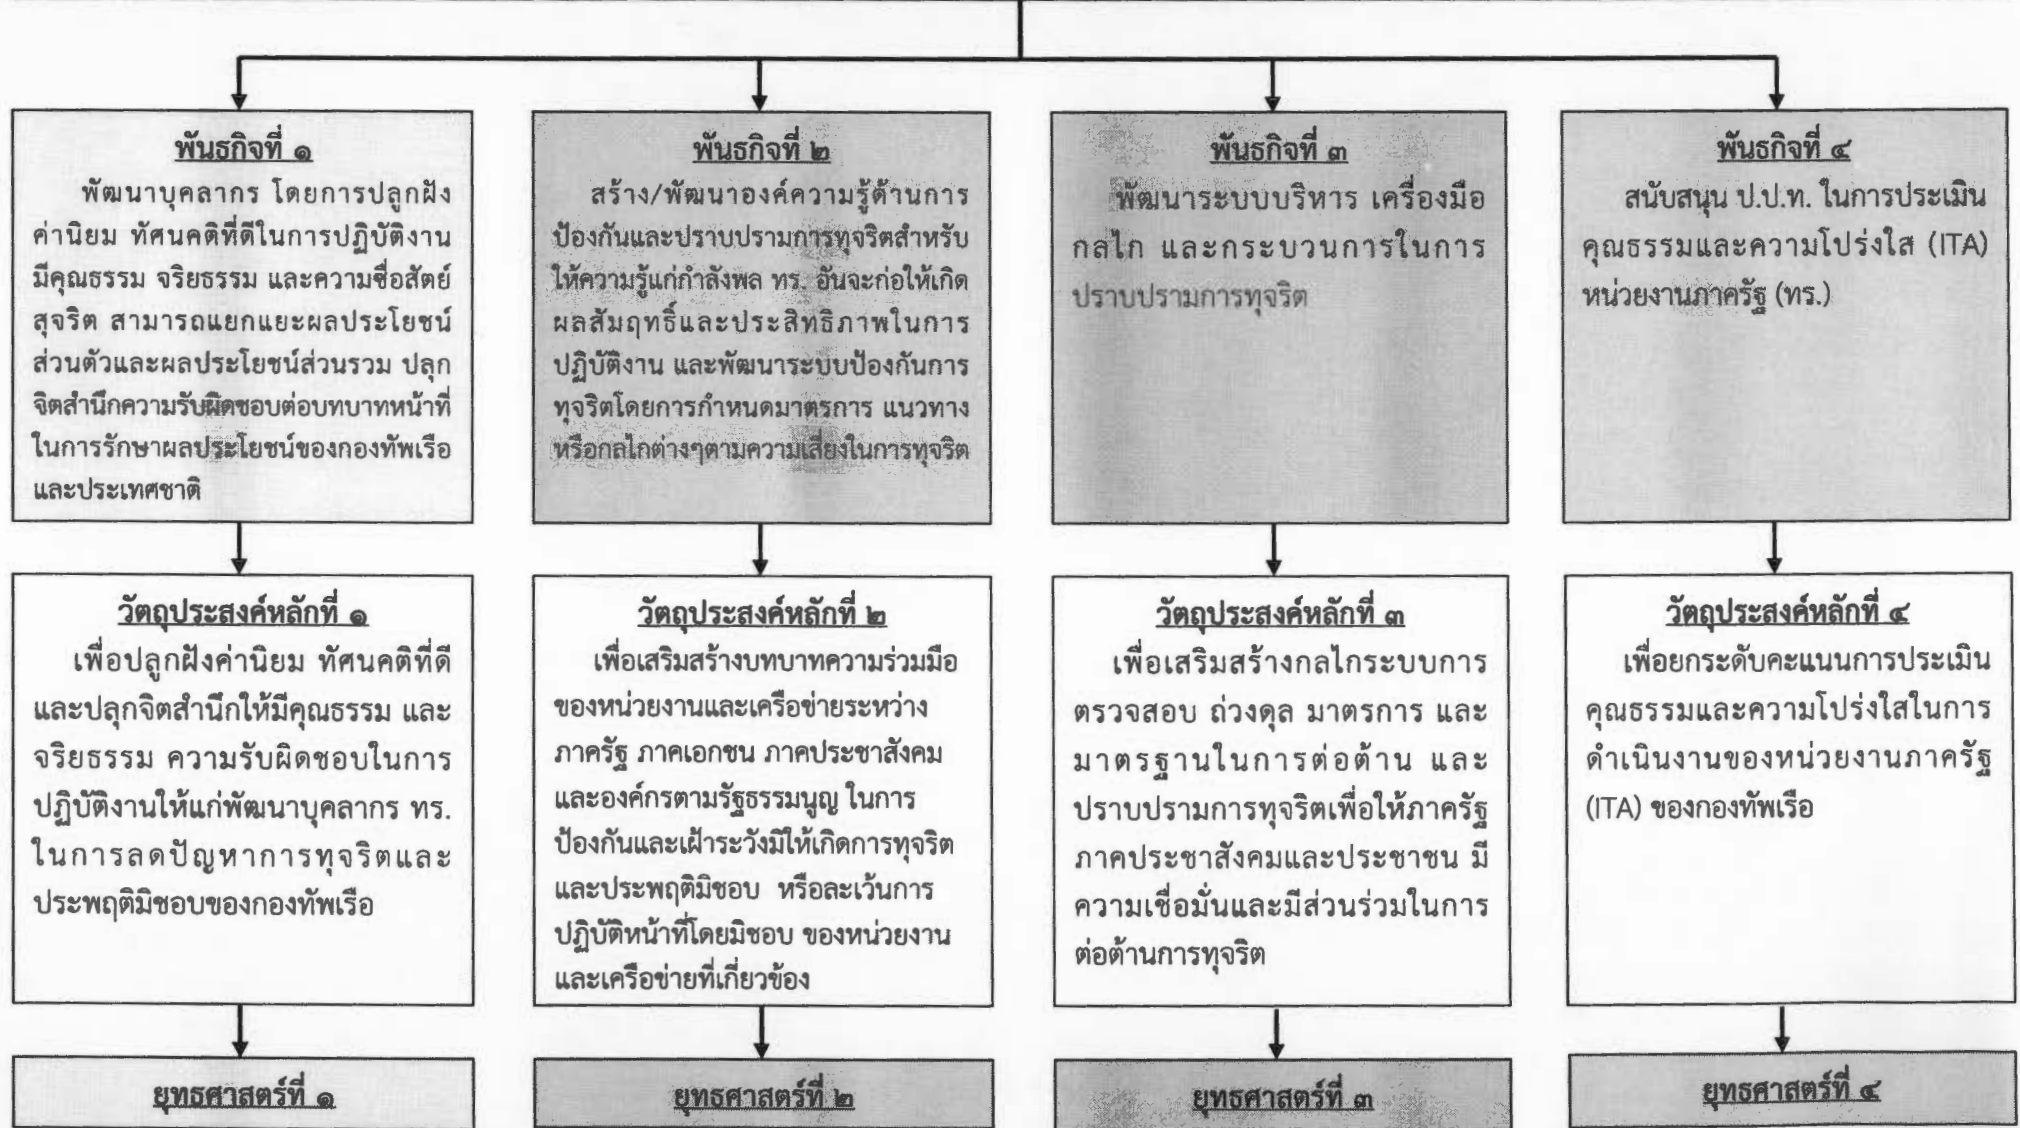 พันธกิจที่ ๑
พัฒนาบุคลากร โดยการปลูกฝัง
ค่านิยม ทัศนคติที่ดีในการปฏิบัติงาน
มีคุณธรรม จริยธรรม และความซื่อสัตย์
สุจริต สามารถแยกแยะผลประโยชน์
ส่วนตัวและผลประโยชน์ส่วนรวม ปลุก
จิตสำนึกความรับผิดชอบต่อบทบาทหน้าที่
ในการรักษาผลประโยชน์ของกองทัพเรือ
และประเทศชาติ
พันธกิจที่ ๒
สร้าง/พัฒนาองค์ความรู้ด้านการ
ป้องกันและปราบปรามการทุจริตสำหรับ
ให้ความรู้แก่กำลังพล ทร. อันจะก่อให้เกิด
ผลสัมฤทธิ์และประสิทธิภาพในการ
ปฏิบัติงาน และพัฒนาระบบป้องกันการ
ทุจริตโดยการกำหนดมาตรการ แนวทาง
หรือกลไกต่างๆตามความเสี่ยงในการทุจริต
พันธกิจที่ ๓
พัฒนาระบบบริหาร เครื่องมือ
กลไก และกระบวนการในการ
ปราบปรามการทุจริต
พันธกิจที่ ๔
สนับสนุน ป.ป.ท. ในการประเมิน
คุณธรรมและความโปร่งใส (ITA)
หน่วยงานภาครัฐ (ทร.)
วัตถุประสงค์หลักที่ ๑
เพื่อปลูกฝังค่านิยม ทัศนคติที่ดี
และปลุกจิตสำนึกให้มีคุณธรรม และ
จริยธรรม ความรับผิดชอบในการ
ปฏิบัติงานให้แก่พัฒนาบุคลากร ทร.
ในการลดปัญหาการทุจริตและ
ประพฤติมิชอบของกองทัพเรือ
วัตถุประสงค์หลักที่ ๒
เพื่อเสริมสร้างบทบาทความร่วมมือ
ของหน่วยงานและเครือข่ายระหว่าง
ภาครัฐ ภาคเอกชน ภาคประชาสังคม
และองค์กรตามรัฐธรรมนูญ ในการ
ป้องกันและเฝ้าระวังมิให้เกิดการทุจริต
และประพฤติมิชอบ หรือละเว้นการ
ปฏิบัติหน้าที่โดยมิชอบ ของหน่วยงาน
และเครือข่ายที่เกี่ยวข้อง
วัตถุประสงค์หลักที่ ๓
เพื่อเสริมสร้างกลไกระบบการ
ตรวจสอบ ถ่วงดุล มาตรการ และ
มาตรฐานในการต่อต้าน และ
ปราบปรามการทุจริตเพื่อให้ภาครัฐ
ภาคประชาสังคมและประชาชน มี
ความเชื่อมั่นและมีส่วนร่วมในการ
ต่อต้านการทุจริต
วัตถุประสงค์หลักที่ ๔
เพื่อยกระดับคะแนนการประเมิน
คุณธรรมและความโปร่งใสในการ
ดำเนินงานของหน่วยงานภาครัฐ
(ITA) ของกองทัพเรือ
ยุทธศาสตร์ที่ ๑
ยุทธศาสตร์ที่ ๒
ยุทธศาสตร์ที่ ๓
ยุทธศาสตร์ที่ ๔